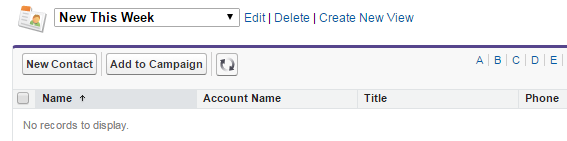 New This Week Edit | Delete | Create New View
New Contact Add to Campaign A | B | C | D | E |
Name Account Name Title Phone
No records to display.